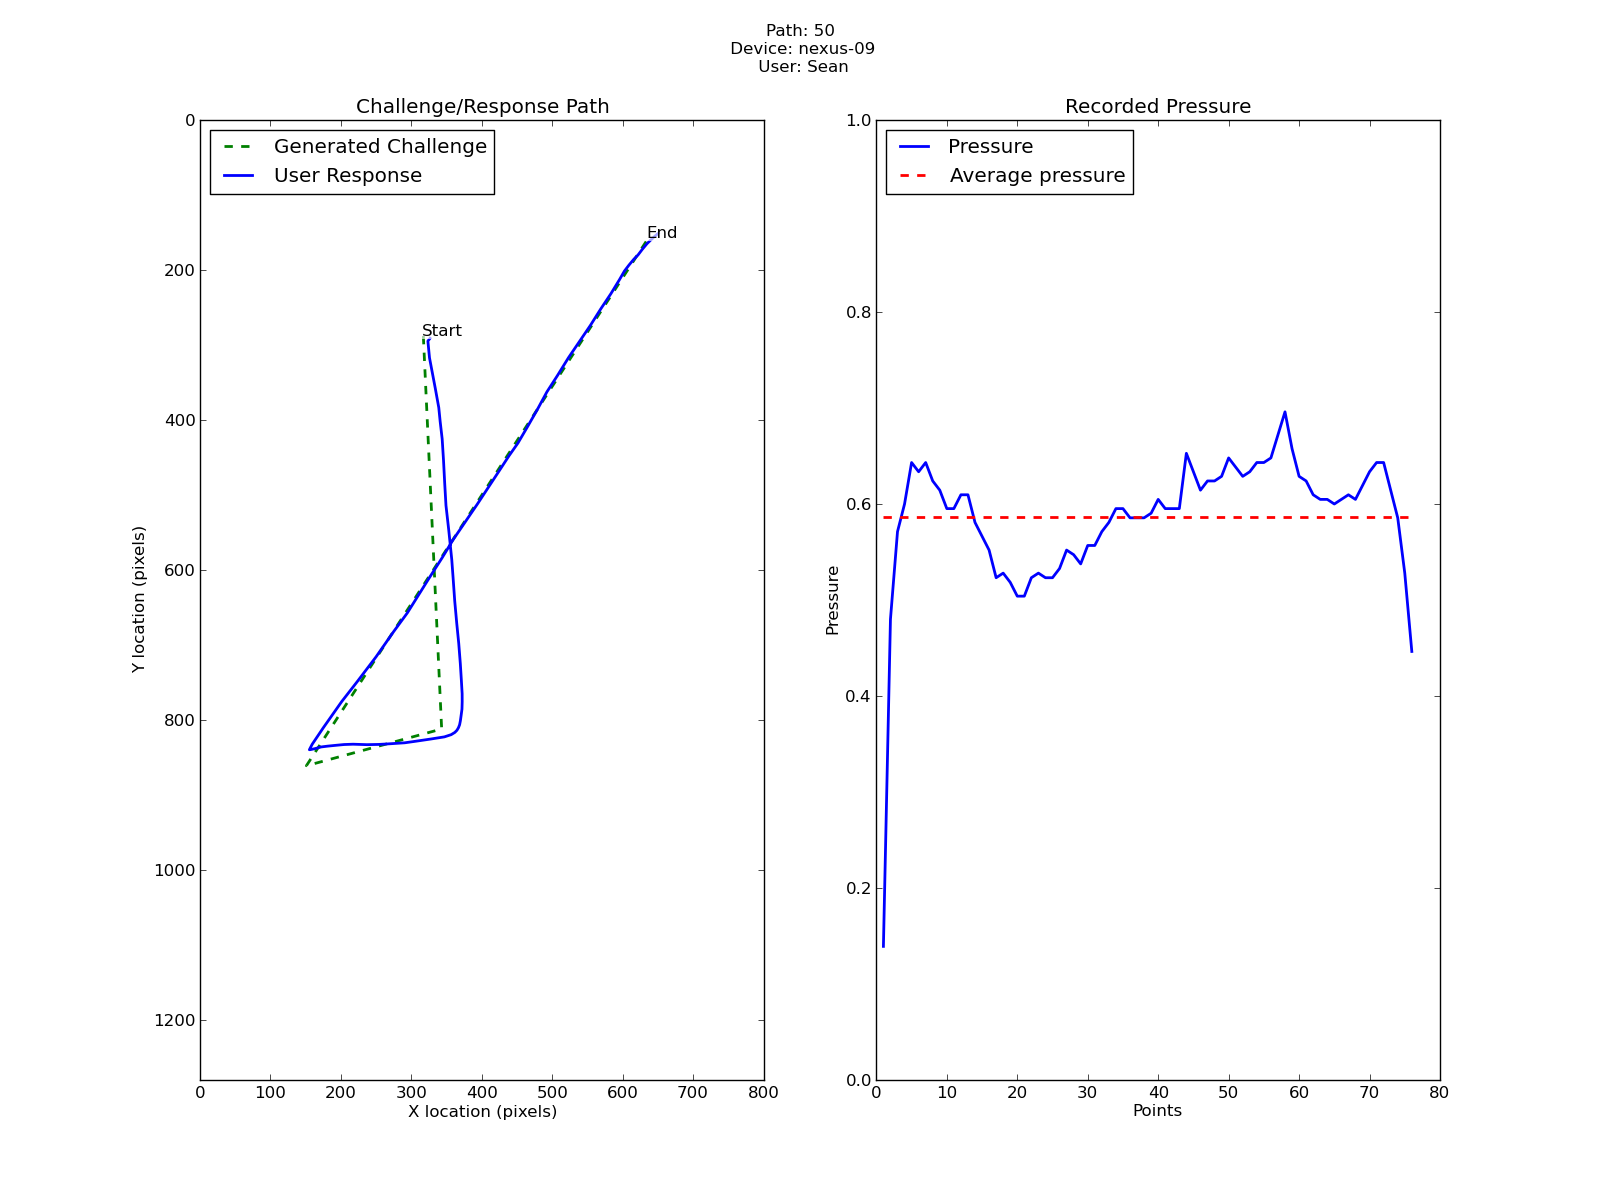 Path: 50
Device: nexus-09
User: Sean
Challenge/Response Path
Generated Challenge
User Response
Start
End
0
200
400
600
800
1000
1200
Y location (pixels)
0 100 200 300 400 500 600 700 800
X location (pixels)
Recorded Pressure
Pressure
Average pressure
1.0
0.8
0.6
0.4
0.2
0.0
Pressure
0 10 20 30 40 50 60 70 80
Points